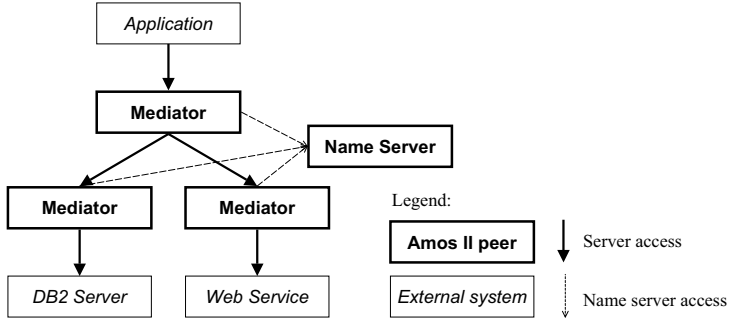 Application
Mediator
Name Server
Mediator
Mediator
Legend:
Amos II peer
Server access
DB2 Server
Web Service
External system
Name server access